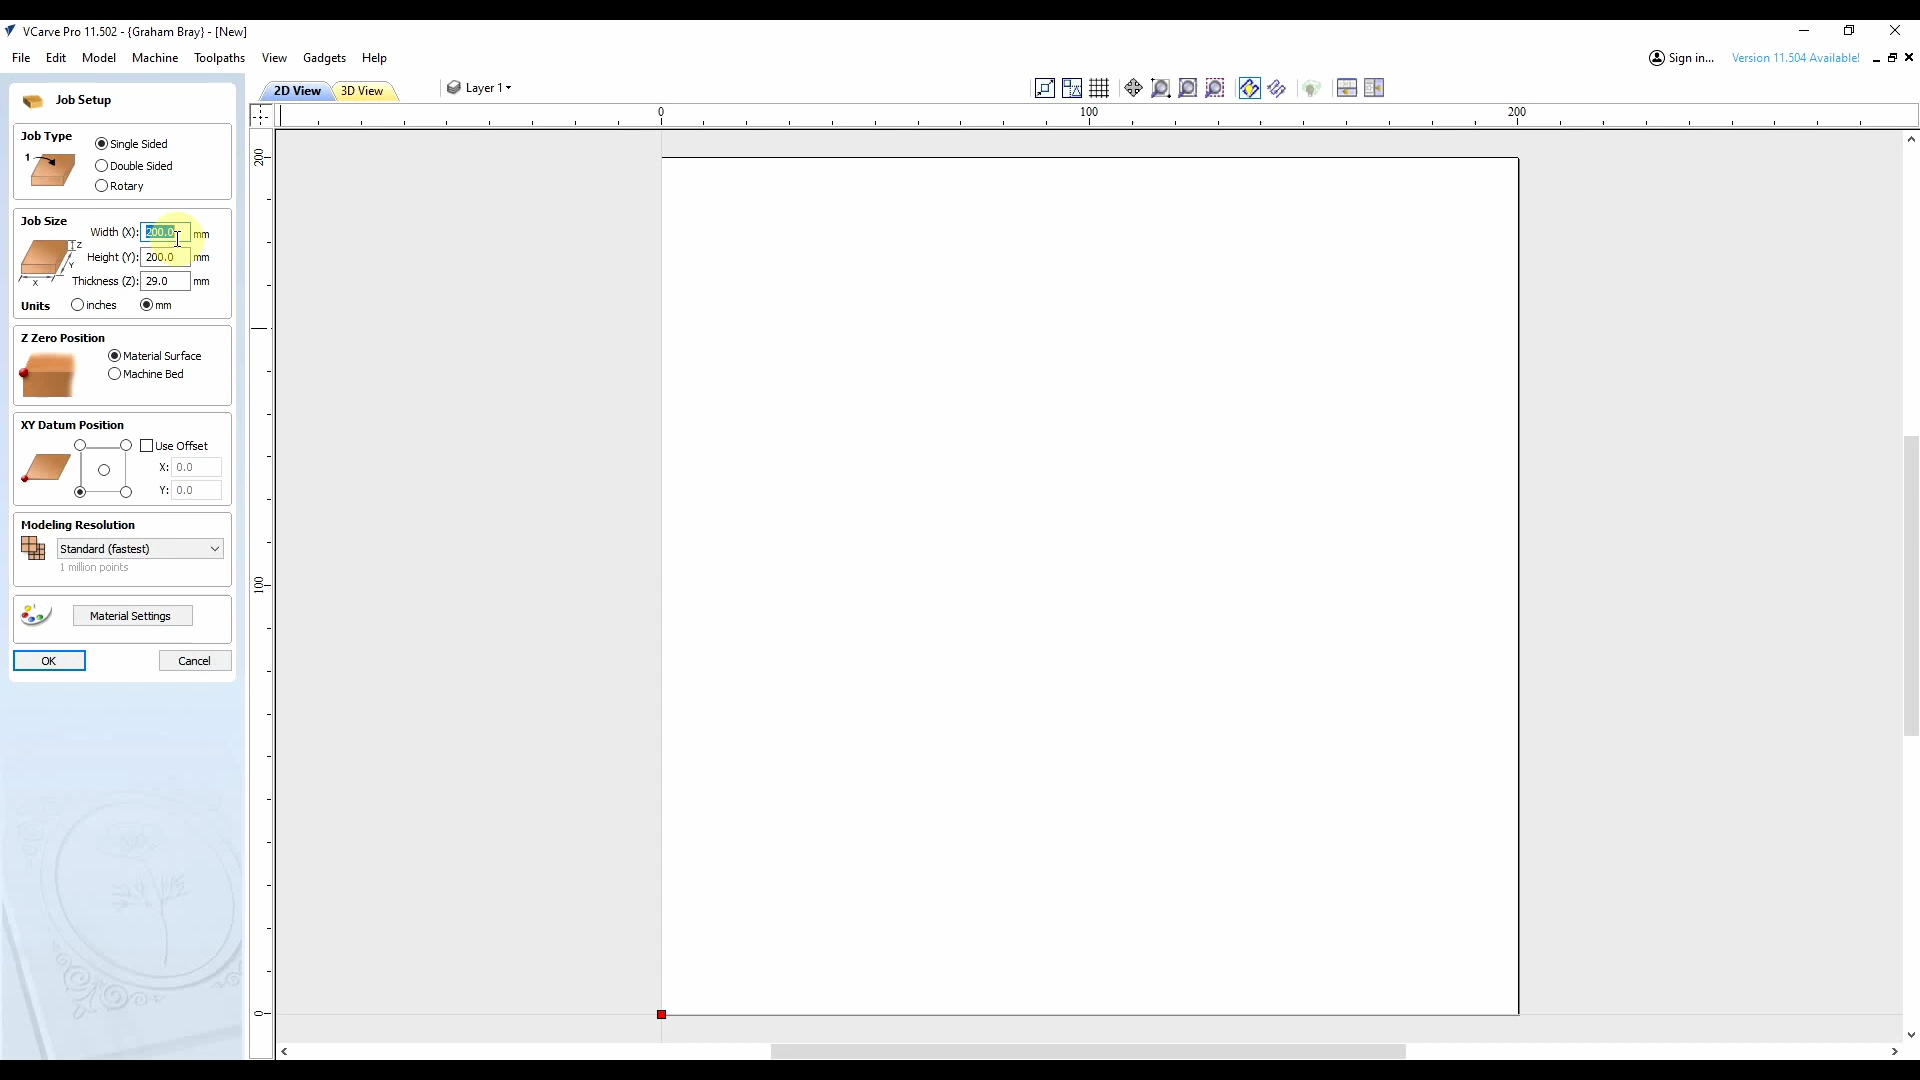 VCarve Pro 11.502 - {Graham Bray} - [New]
File Edit Model Machine Toolpaths View Gadgets Help
Sign in... Version 11.504 Available!
Job Setup
2D View 3D View Layer 1
0 100 200
Job Type
1
Single Sided
Double Sided
Rotary
Job Size
Width (X): 200.0 mm
Height (Y): 200.0 mm
Thickness (Z): 29.0 mm
Z
Y
X
Units inches mm
Z Zero Position
Material Surface
Machine Bed
XY Datum Position
Use Offset
X: 0.0
Y: 0.0
Modeling Resolution
Standard (fastest)
1 million points
Material Settings
OK Cancel
200
100
0